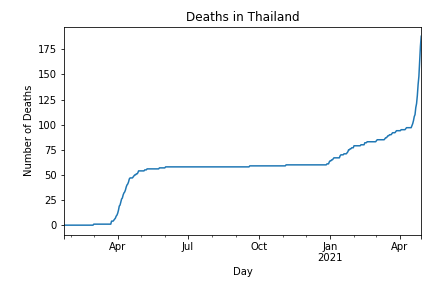 Deaths in Thailand
Number of Deaths
175
150
125
100
75
50
25
0
Apr
Jul
Oct
Jan
2021
Apr
Day